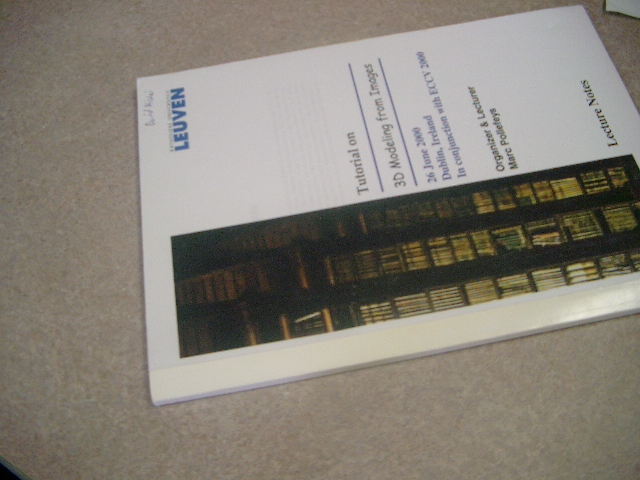 LEUVEN
Tutorial on
3D Modeling from Images
26 June 2000
Dublin, Ireland
In conjunction with ECCV 2000
Organizer & Lecturer
Marc Pollefeys
Lecture Notes